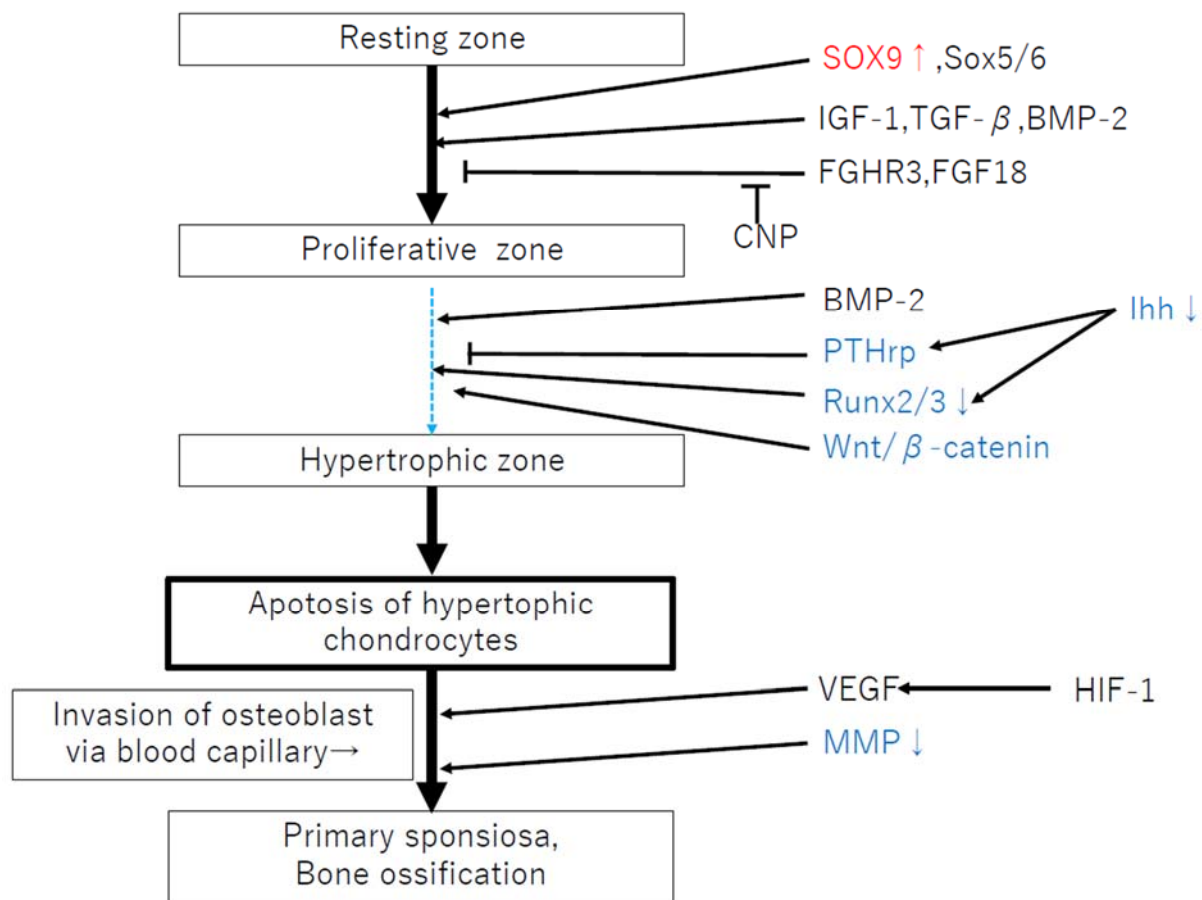 Resting zone
SOX9↑,Sox5/6
IGF-1,TGF-β,BMP-2
FGHR3,FGF18
CNP
Proliferative zone
BMP-2
Ihh↓
PTHrp
Runx2/3↓
Wnt/β-catenin
Hypertrophic zone
Apotosis of hypertophic
chondrocytes
VEGF
HIF-1
Invasion of osteoblast
via blood capillary→
MMP↓
Primary sponsiosa,
Bone ossification